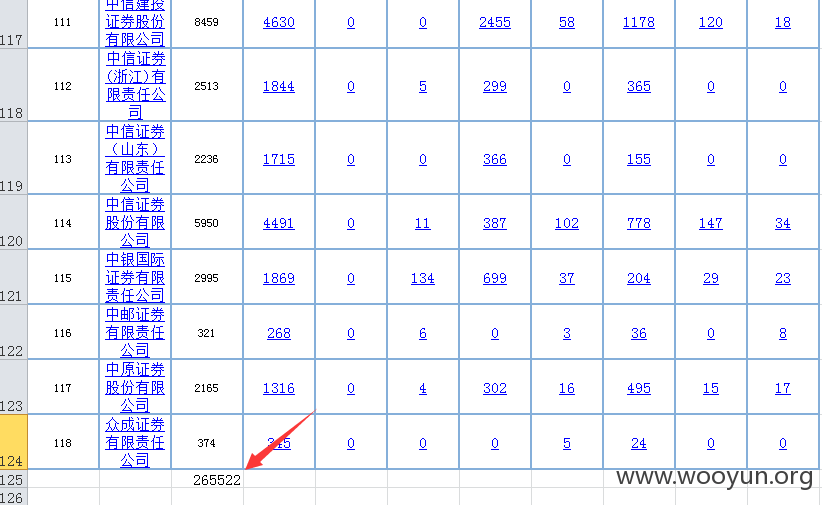 中信建投
111 证券股份 8459 4630 0 0 2455 58 1178 120 18
117 有限公司
中信证券
112 (浙江)有 2513 1844 0 5 299 0 365 0 0
限责任公
118 司
中信证券
113 （山东） 2236 1715 0 0 366 0 155 0 0
有限责任
119 公司
中信证券
114 股份有限 5950 4491 0 11 387 102 778 147 34
120 公司
中银国际
115 证券有限 2995 1869 0 134 699 37 204 29 23
121 责任公司
中邮证券
116 有限责任 321 268 0 6 0 3 36 0 8
122 公司
中原证券
117 股份有限 2165 1316 0 4 302 16 495 15 17
123 公司
众成证券
118 有限责任 374 345 0 0 0 5 24 0 0
124 公司
125 265522 www.wooyun.org
126